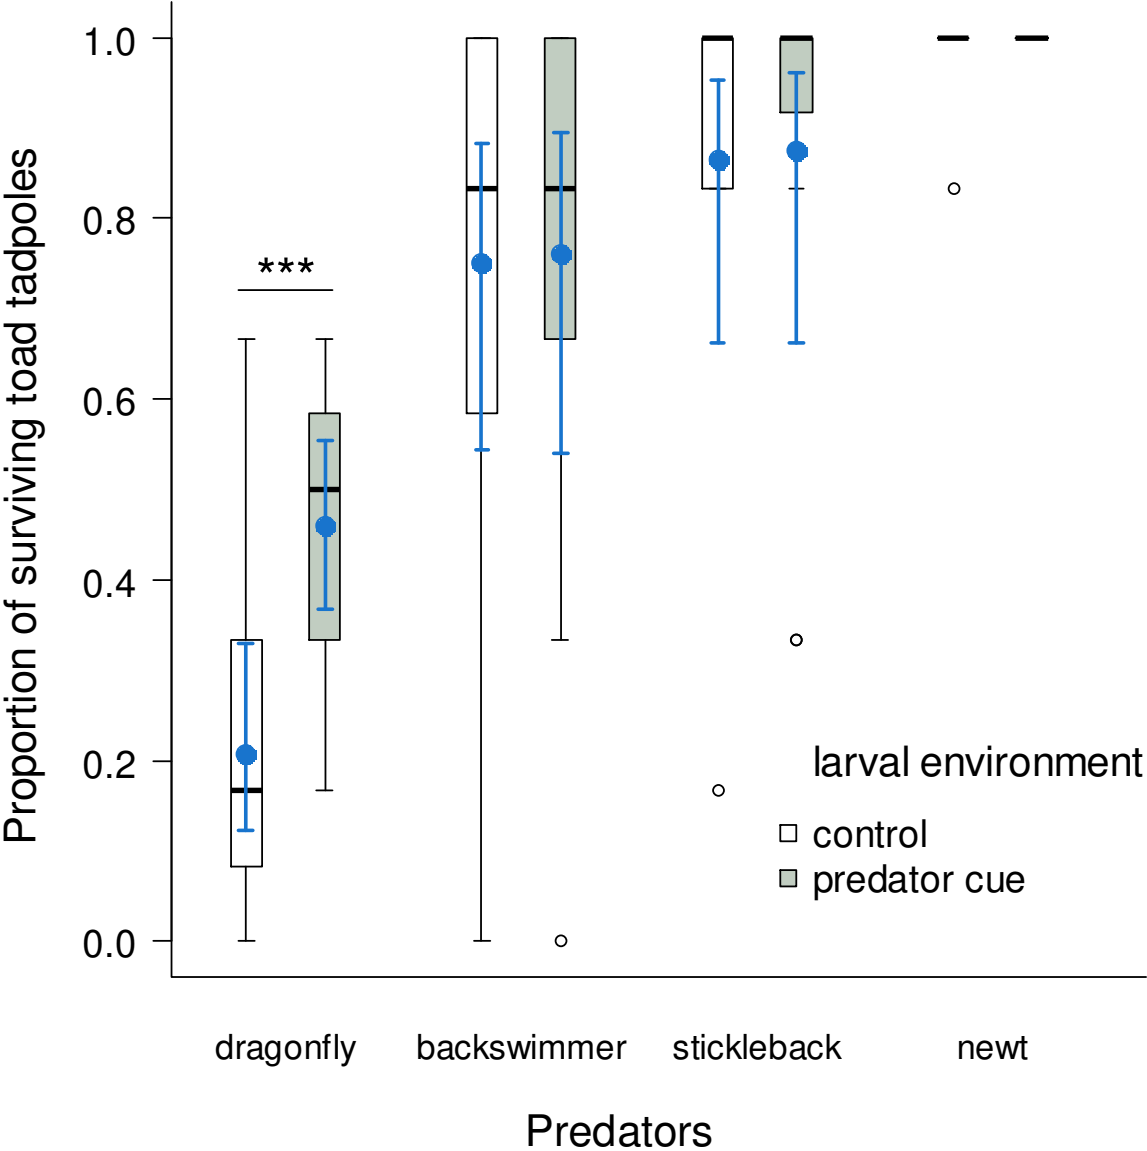 Proportion of surviving toad tadpoles
1.0
0.8
0.6
0.4
0.2
0.0
***
larval environment
control
predator cue
dragonfly backswimmer stickleback newt
Predators